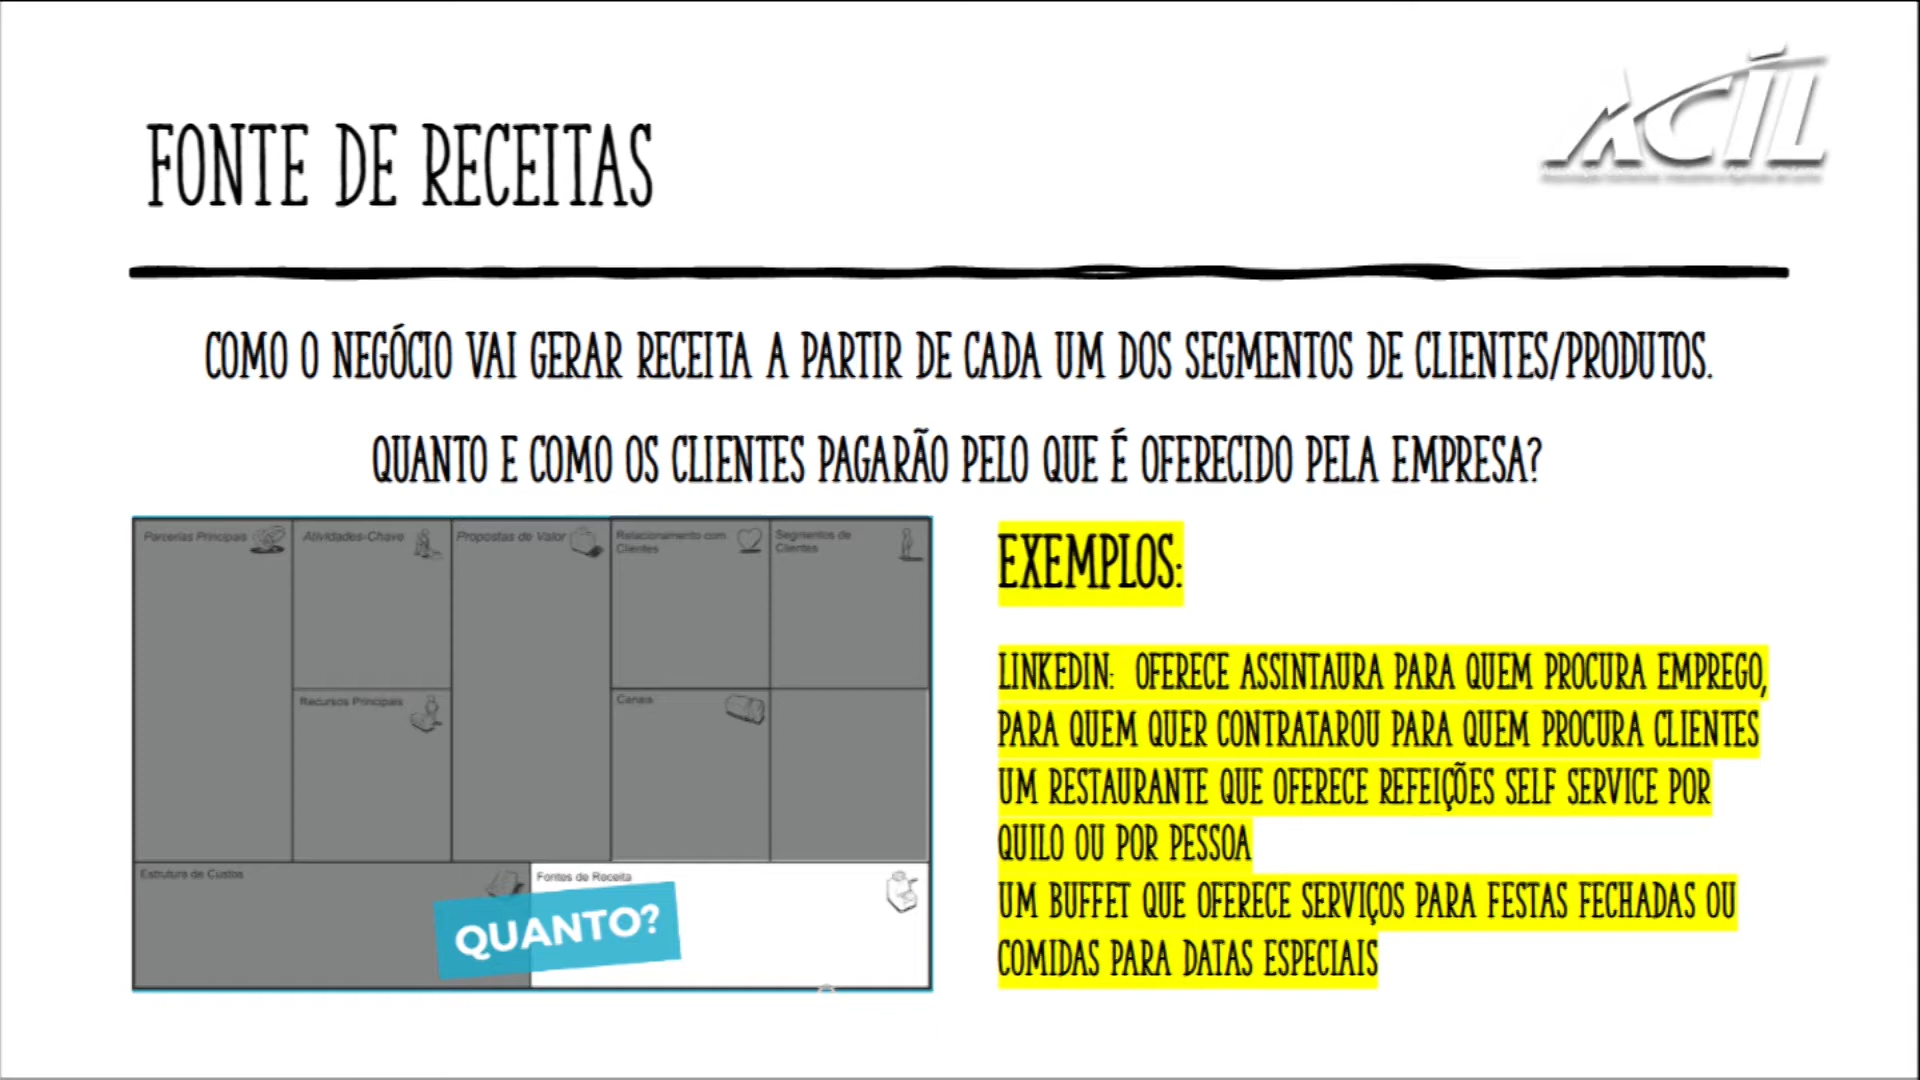 ACIL
FONTE DE RECEITAS
COMO O NEGÓCIO VAI GERAR RECEITA A PARTIR DE CADA UM DOS SEGMENTOS DE CLIENTES/PRODUTOS.
QUANTO E COMO OS CLIENTES PAGARÃO PELO QUE É OFERECIDO PELA EMPRESA?
Parcerias Principais
Atividades-Chave
Propostas de Valor
Relacionamento com
Clientes
Segmentos de
Clientes
Recursos Principais
Canais
Estrutura de Custos
Fontes de Receita
QUANTO?
EXEMPLOS:
LINKEDIN: OFERECE ASSINTAURA PARA QUEM PROCURA EMPREGO,
PARA QUEM QUER CONTRATAROU PARA QUEM PROCURA CLIENTES
UM RESTAURANTE QUE OFERECE REFEIÇÕES SELF SERVICE POR
QUILO OU POR PESSOA
UM BUFFET QUE OFERECE SERVIÇOS PARA FESTAS FECHADAS OU
COMIDAS PARA DATAS ESPECIAIS